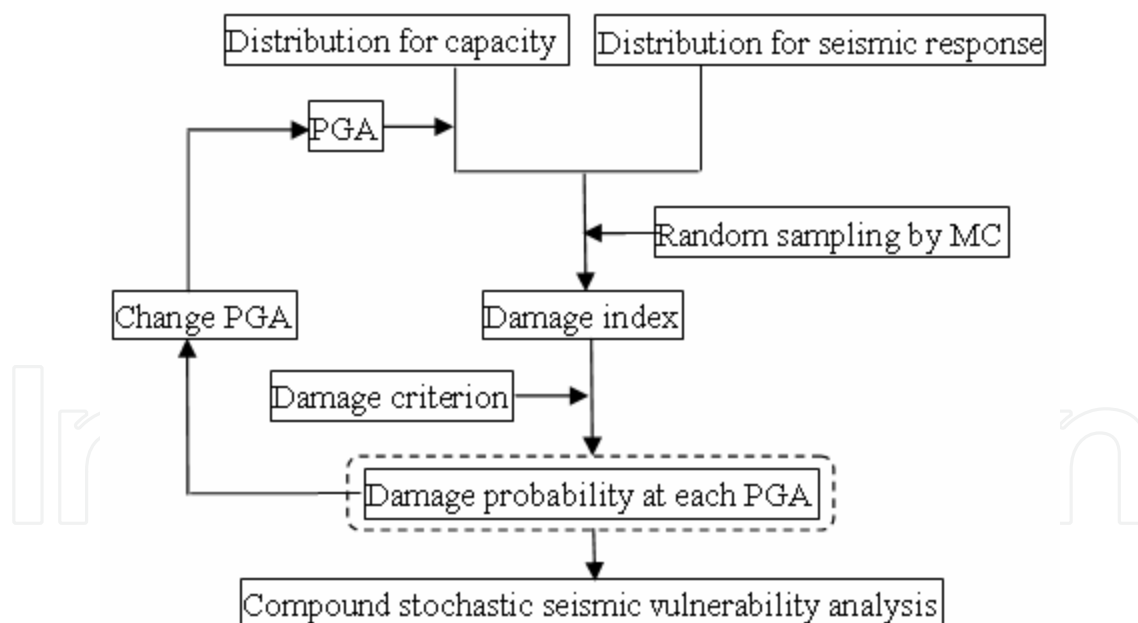 Distribution for capacity
Distribution for seismic response
PGA
Random sampling by MC
Change PGA
Damage index
Damage criterion
Damage probability at each PGA
Compound stochastic seismic vulnerability analysis